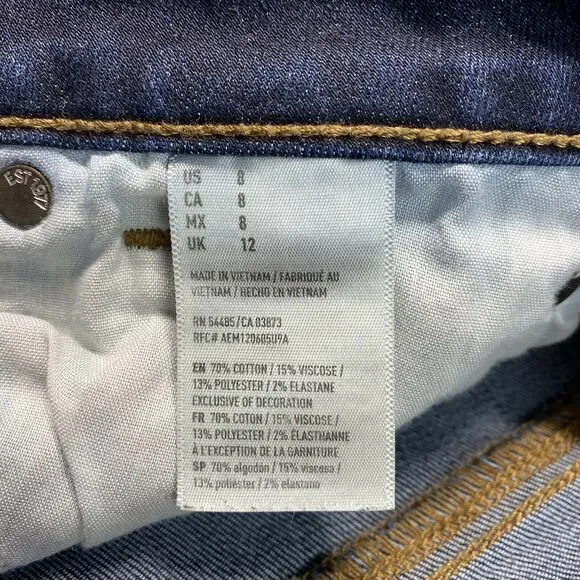 EST 1977
US 8
CA 8
MX 8
UK 12
MADE IN VIETNAM / FABRIQUÉ AU
VIETNAM / HECHO EN VIETNAM
RN 54485/CA 03873
RFC# AEM1206051J9A
EN 70% COTTON / 15% VISCOSE /
13% POLYESTER / 2% ELASTANE
EXCLUSIVE OF DECORATION
FR 70% COTON / 15% VISCOSE /
13% POLYESTER / 2% ÉLASTHANNE
À L'EXCEPTION DE LA GARNITURE
SP 70% algodón / 15% viscosa /
13% poliéster / 2% elastano